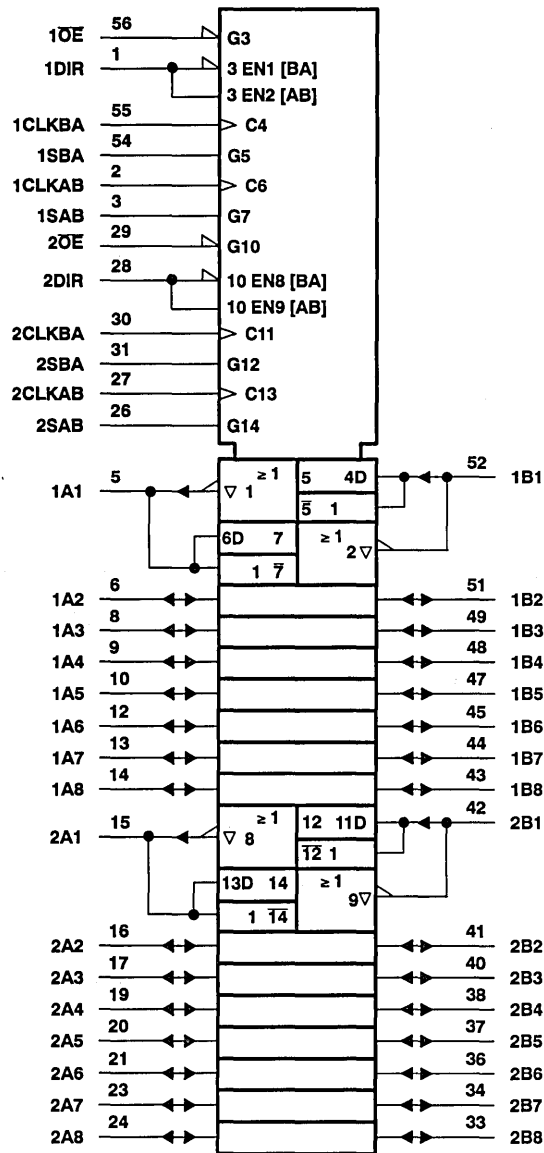 1O̅E̅ 56 G3
1DIR 1 3 EN1 [BA]
3 EN2 [AB]
1CLKBA 55 C4
1SBA 54 G5
1CLKAB 2 C6
1SAB 3 G7
2O̅E̅ 29 G10
2DIR 28 10 EN8 [BA]
10 EN9 [AB]
2CLKBA 30 C11
2SBA 31 G12
2CLKAB 27 C13
2SAB 26 G14
1A1 5 ▽ 1 ≥ 1 5 4D 52 1B1
5̅ 1
6D 7 ≥ 1
2 ▽
1 7̅
1A2 6 51 1B2
1A3 8 49 1B3
1A4 9 48 1B4
1A5 10 47 1B5
1A6 12 45 1B6
1A7 13 44 1B7
1A8 14 43 1B8
2A1 15 ▽ 8 ≥ 1 12 11D 42 2B1
1̅2̅ 1
13D 14 ≥ 1
9 ▽
1 1̅4̅
2A2 16 41 2B2
2A3 17 40 2B3
2A4 19 38 2B4
2A5 20 37 2B5
2A6 21 36 2B6
2A7 23 34 2B7
2A8 24 33 2B8